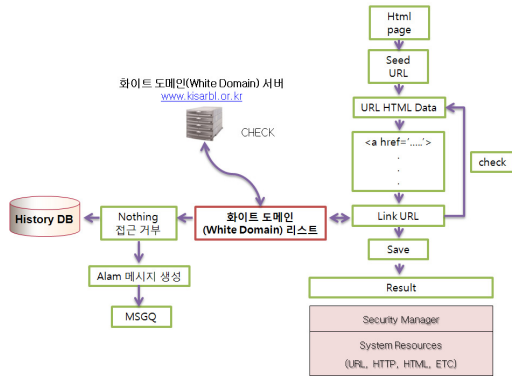 Html
page
Seed
URL
화이트 도메인(White Domain) 서버
www.kisarbl.or.kr
CHECK
URL HTML Data
<a href='.....'>
.
.
.
check
History DB
Nothing
접근 거부
화이트 도메인
(White Domain) 리스트
Link URL
Save
Alam 메시지 생성
Result
MSGQ
Security Manager
System Resources
(URL, HTTP, HTML, ETC)